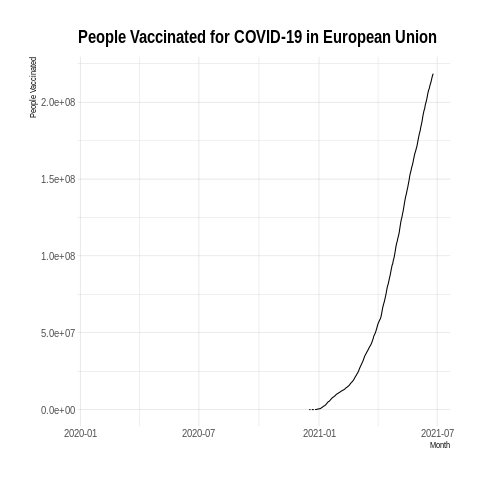 People Vaccinated for COVID-19 in European Union
People Vaccinated
2.0e+08
1.5e+08
1.0e+08
5.0e+07
0.0e+00
2020-01
2020-07
2021-01
2021-07
Month